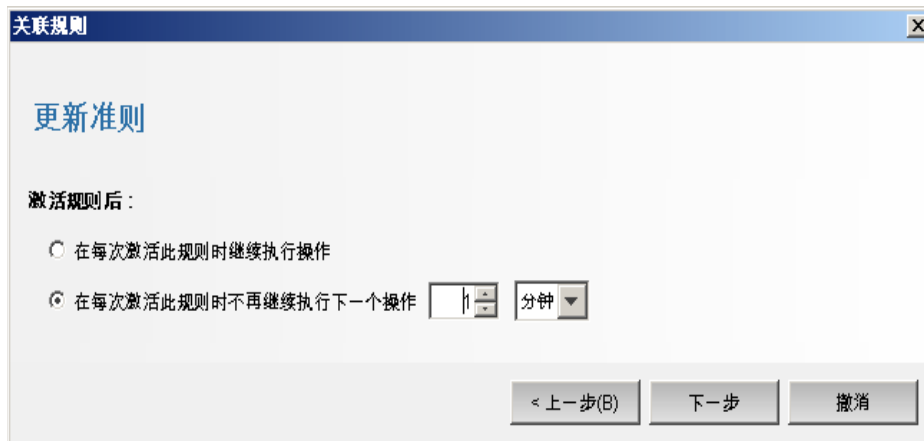 关联规则
更新准则
激活规则后：
在每次激活此规则时继续执行操作
在每次激活此规则时不再继续执行下一个操作 1 分钟
< 上一步(B) 下一步 撤消